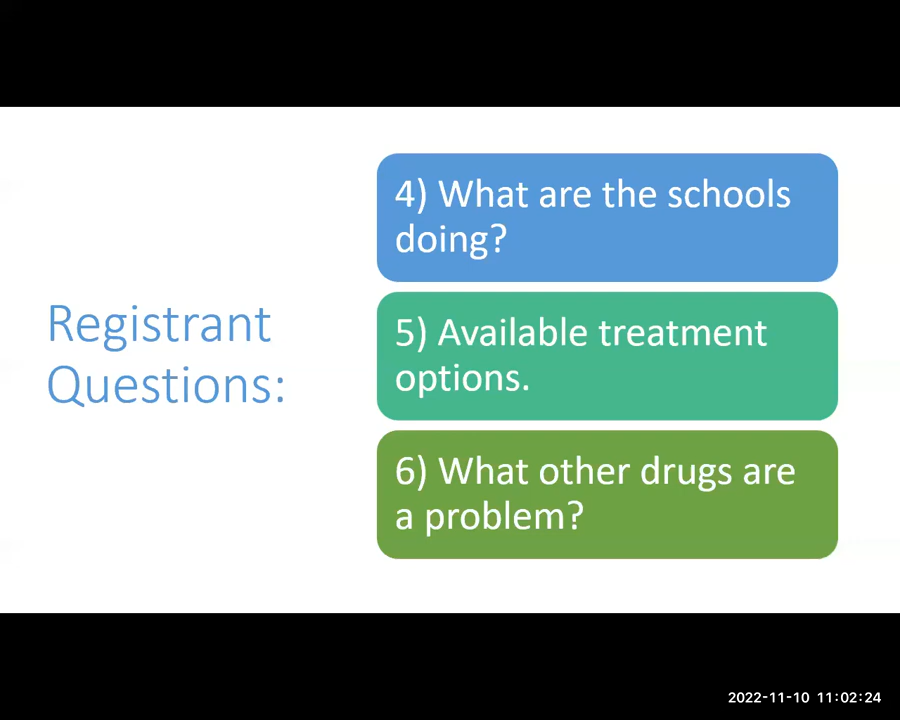 Registrant
Questions:
4) What are the schools
doing?
5) Available treatment
options.
6) What other drugs are
a problem?
2022-11-10 11:02:24